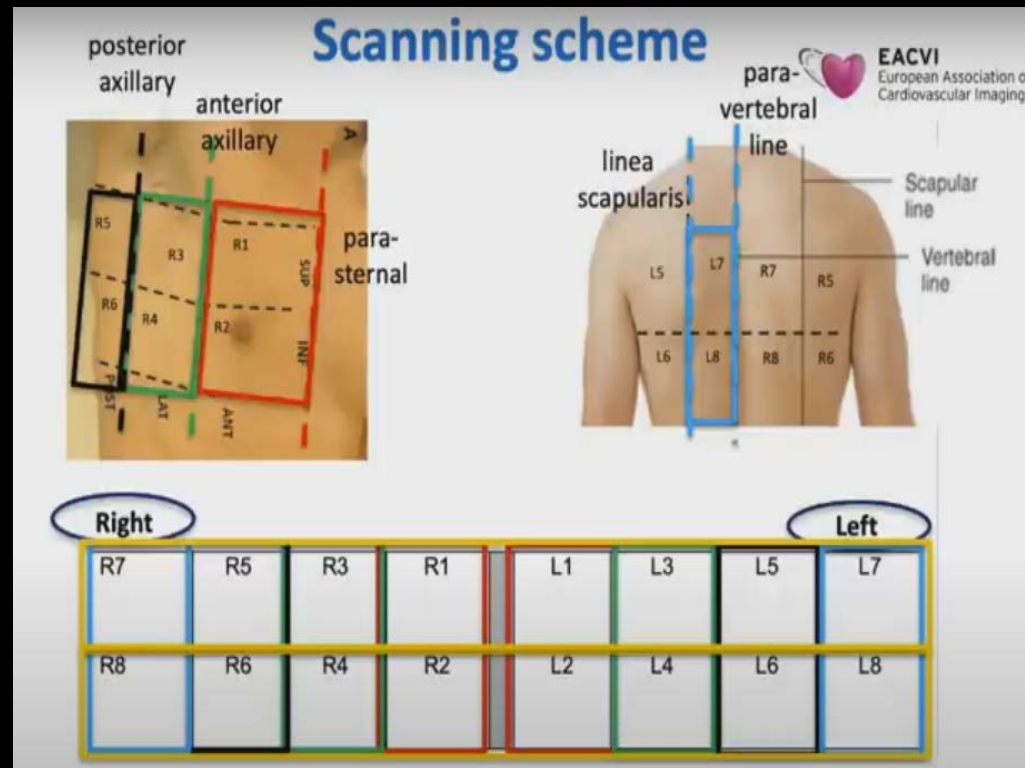 Scanning scheme
EACVI
European Association o
Cardiovascular Imaging
posterior
axillary
anterior
axillary
A
R5
R3
R1
SUP
R6
R4
R2
INF
POST
LAT
ANT
para-
sternal
para-
vertebral
line
linea
scapularis
Scapular
line
Vertebral
line
L5
L7
R7
R5
L6
L8
R8
R6
Right
Left
R7 R5 R3 R1 L1 L3 L5 L7
R8 R6 R4 R2 L2 L4 L6 L8